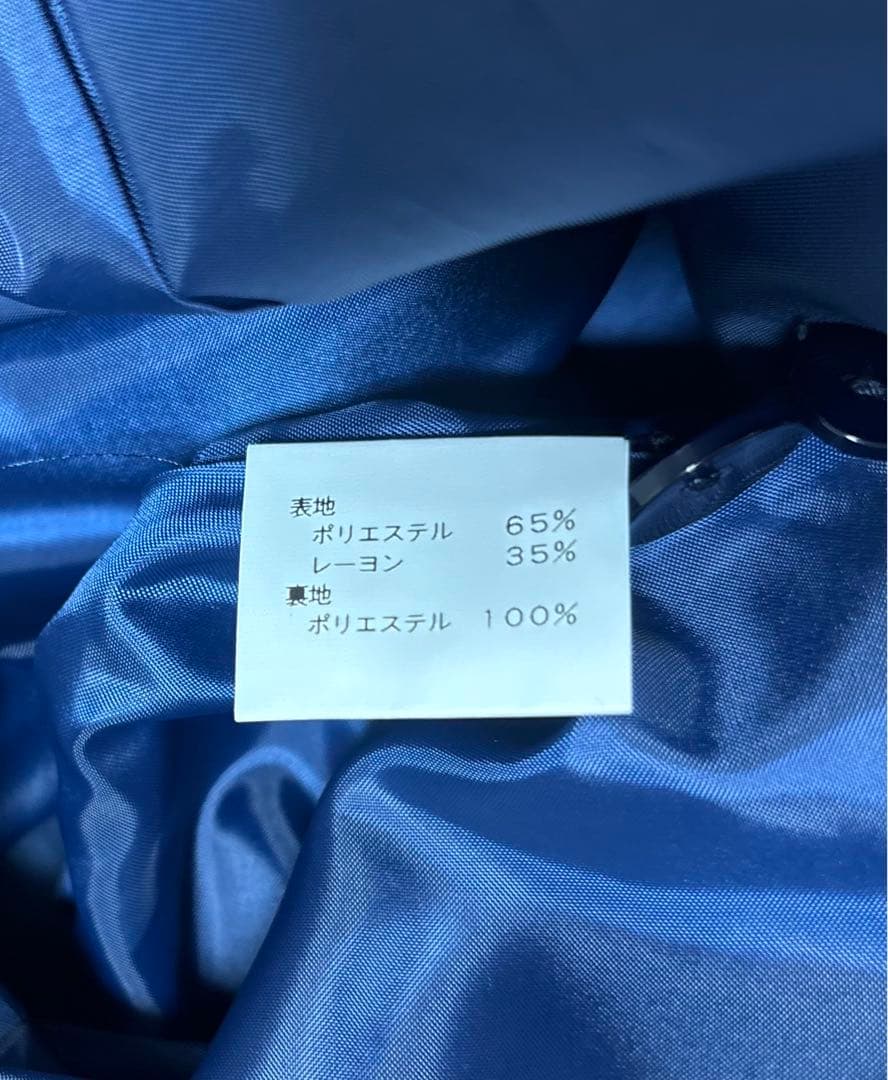 表地
ポリエステル 65%
レーヨン 35%
裏地
ポリエステル 100%